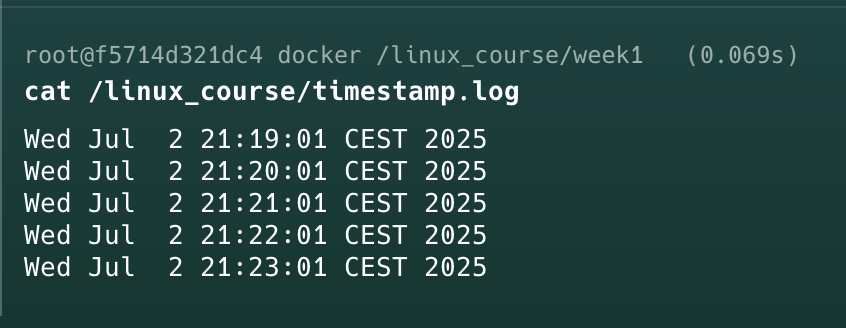 root@f5714d321dc4 docker /linux_course/week1 (0.069s)
cat /linux_course/timestamp.log
Wed Jul  2 21:19:01 CEST 2025
Wed Jul  2 21:20:01 CEST 2025
Wed Jul  2 21:21:01 CEST 2025
Wed Jul  2 21:22:01 CEST 2025
Wed Jul  2 21:23:01 CEST 2025